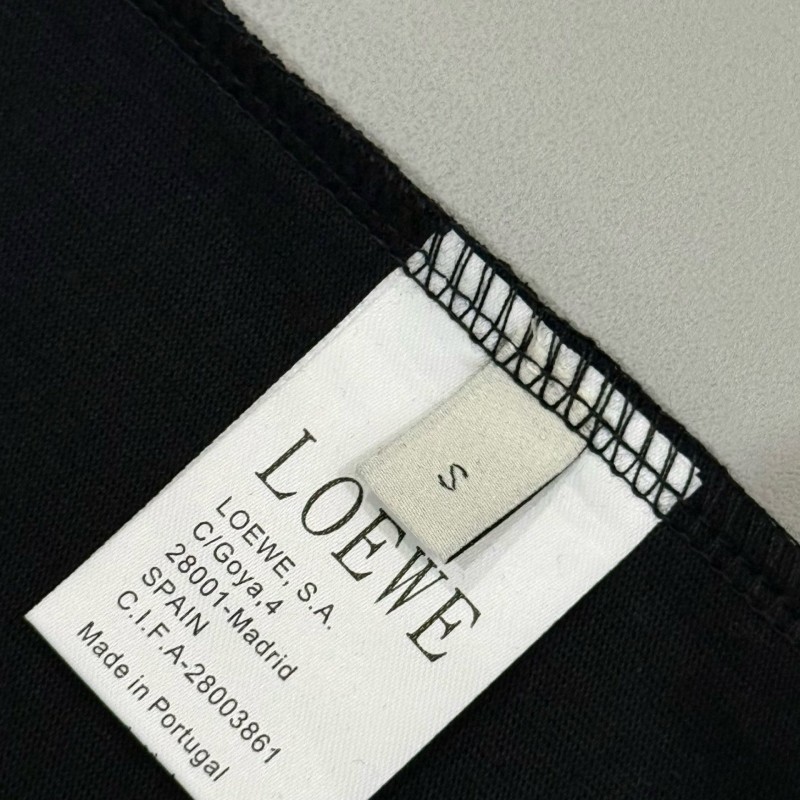 S
LOEWE
LOEWE, S.A.
C/Goya,4
28001-Madrid
SPAIN
C.I.F.A-28003861
Made in Portugal